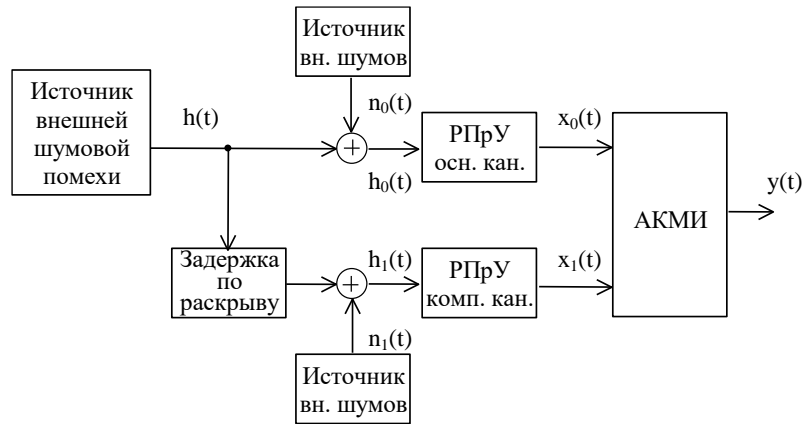 Источник
вн. шумов
Источник
внешней
шумовой
помехи
h(t)
n₀(t)
+
h₀(t)
РПрУ
осн. кан.
x₀(t)
АКМИ
y(t)
Задержка
по
раскрыву
+
h₁(t)
n₁(t)
РПрУ
комп. кан.
x₁(t)
Источник
вн. шумов